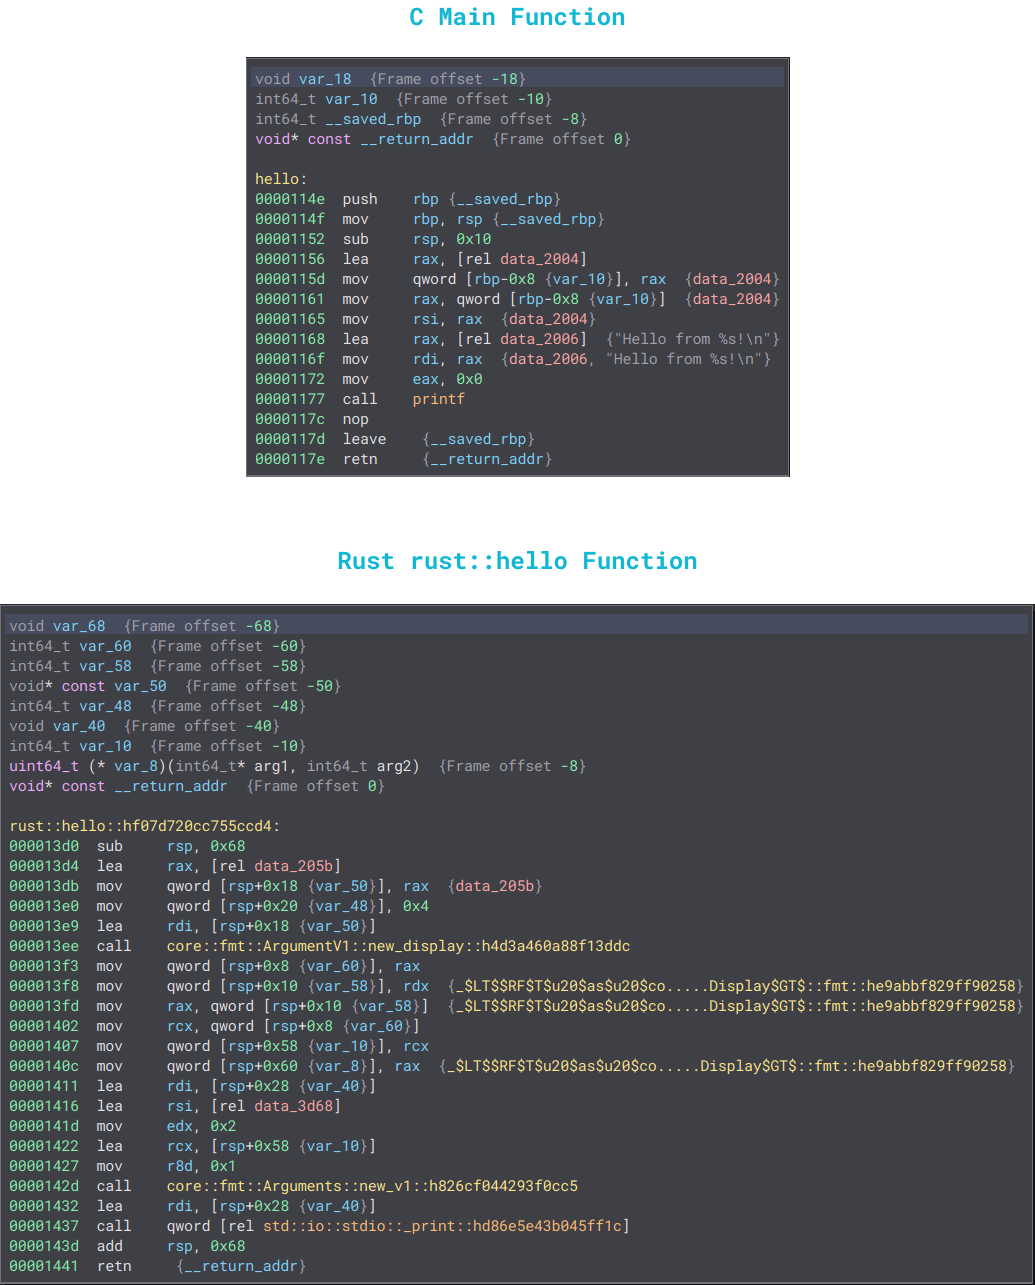 C Main Function
void var_18  {Frame offset -18}
int64_t var_10  {Frame offset -10}
int64_t __saved_rbp  {Frame offset -8}
void* const __return_addr  {Frame offset 0}
hello:
0000114e  push    rbp {__saved_rbp}
0000114f  mov     rbp, rsp {__saved_rbp}
00001152  sub     rsp, 0x10
00001156  lea     rax, [rel data_2004]
0000115d  mov     qword [rbp-0x8 {var_10}], rax  {data_2004}
00001161  mov     rax, qword [rbp-0x8 {var_10}]  {data_2004}
00001165  mov     rsi, rax  {data_2004}
00001168  lea     rax, [rel data_2006]  {"Hello from %s!\n"}
0000116f  mov     rdi, rax  {data_2006, "Hello from %s!\n"}
00001172  mov     eax, 0x0
00001177  call    printf
0000117c  nop
0000117d  leave    {__saved_rbp}
0000117e  retn     {__return_addr}
Rust rust::hello Function
void var_68  {Frame offset -68}
int64_t var_60  {Frame offset -60}
int64_t var_58  {Frame offset -58}
void* const var_50  {Frame offset -50}
int64_t var_48  {Frame offset -48}
void var_40  {Frame offset -40}
int64_t var_10  {Frame offset -10}
uint64_t (* var_8)(int64_t* arg1, int64_t arg2)  {Frame offset -8}
void* const __return_addr  {Frame offset 0}
rust::hello::hf07d720cc755ccd4:
000013d0  sub     rsp, 0x68
000013d4  lea     rax, [rel data_205b]
000013db  mov     qword [rsp+0x18 {var_50}], rax  {data_205b}
000013e0  mov     qword [rsp+0x20 {var_48}], 0x4
000013e9  lea     rdi, [rsp+0x18 {var_50}]
000013ee  call    core::fmt::ArgumentV1::new_display::h4d3a460a88f13ddc
000013f3  mov     qword [rsp+0x8 {var_60}], rax
000013f8  mov     qword [rsp+0x10 {var_58}], rdx  {_$LT$$RF$T$u20$as$u20$co.....Display$GT$::fmt::he9abbf829ff90258}
000013fd  mov     rax, qword [rsp+0x10 {var_58}]  {_$LT$$RF$T$u20$as$u20$co.....Display$GT$::fmt::he9abbf829ff90258}
00001402  mov     rcx, qword [rsp+0x8 {var_60}]
00001407  mov     qword [rsp+0x58 {var_10}], rcx
0000140c  mov     qword [rsp+0x60 {var_8}], rax  {_$LT$$RF$T$u20$as$u20$co.....Display$GT$::fmt::he9abbf829ff90258}
00001411  lea     rdi, [rsp+0x28 {var_40}]
00001416  lea     rsi, [rel data_3d68]
0000141d  mov     edx, 0x2
00001422  lea     rcx, [rsp+0x58 {var_10}]
00001427  mov     r8d, 0x1
0000142d  call    core::fmt::Arguments::new_v1::h826cf044293f0cc5
00001432  lea     rdi, [rsp+0x28 {var_40}]
00001437  call    qword [rel std::io::stdio::_print::hd86e5e43b045ff1c]
0000143d  add     rsp, 0x68
00001441  retn     {__return_addr}